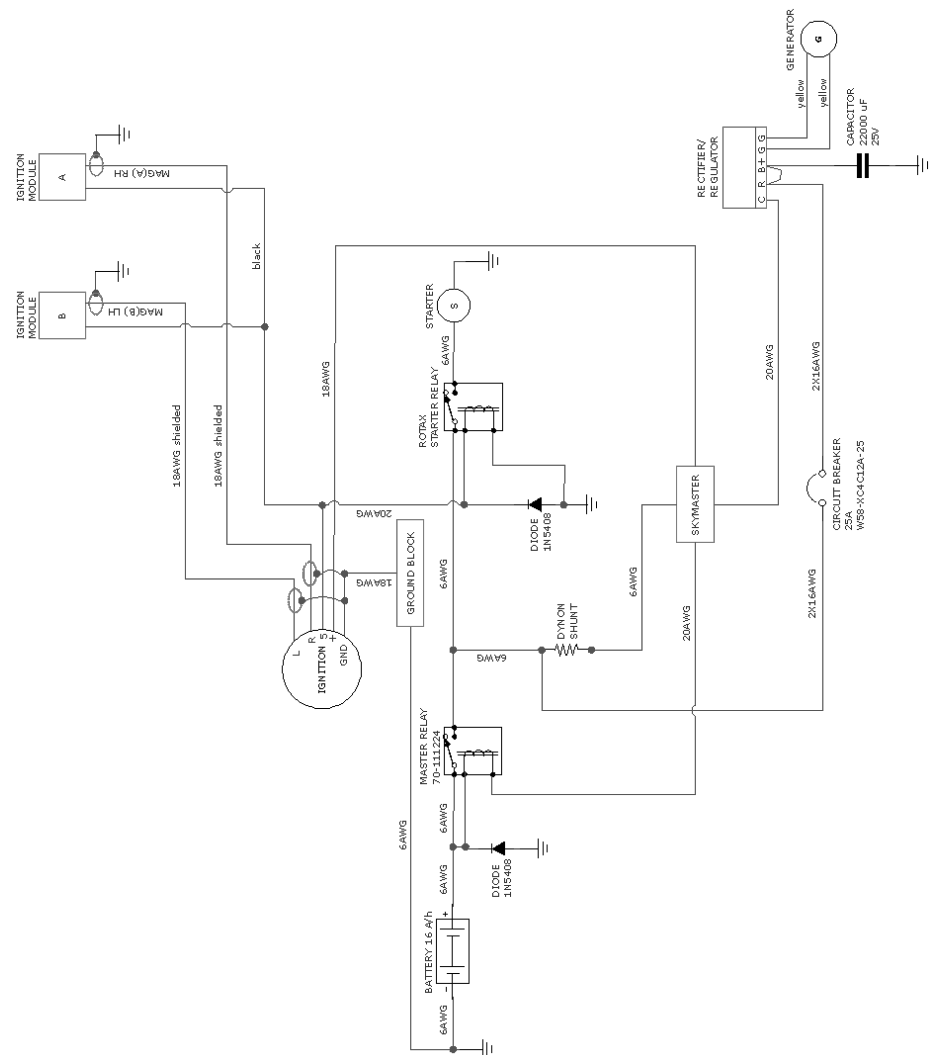 IGNITION
MODULE
A
MAG(A) RH
IGNITION
MODULE
B
MAG(B) LH
black
18AWG shielded
18AWG shielded
18AWG
20AWG
18AWG
GROUND BLOCK
L
R
S
+
GND
IGNITION
STARTER
S
6AWG
ROTAX
STARTER RELAY
DIODE
1N5408
6AWG
6AWG
DYNON
SHUNT
6AWG
SKYMASTER
20AWG
20AWG
MASTER RELAY
70-111224
6AWG
6AWG
6AWG
DIODE
1N5408
BATTERY 16 A/h
+
-
6AWG
GENERATOR
G
yellow
yellow
RECTIFIER/
REGULATOR
C R B+ G G
CAPACITOR
22000 uF
25V
2X16AWG
CIRCUIT BREAKER
25A
W58-XC4C12A-25
2X16AWG